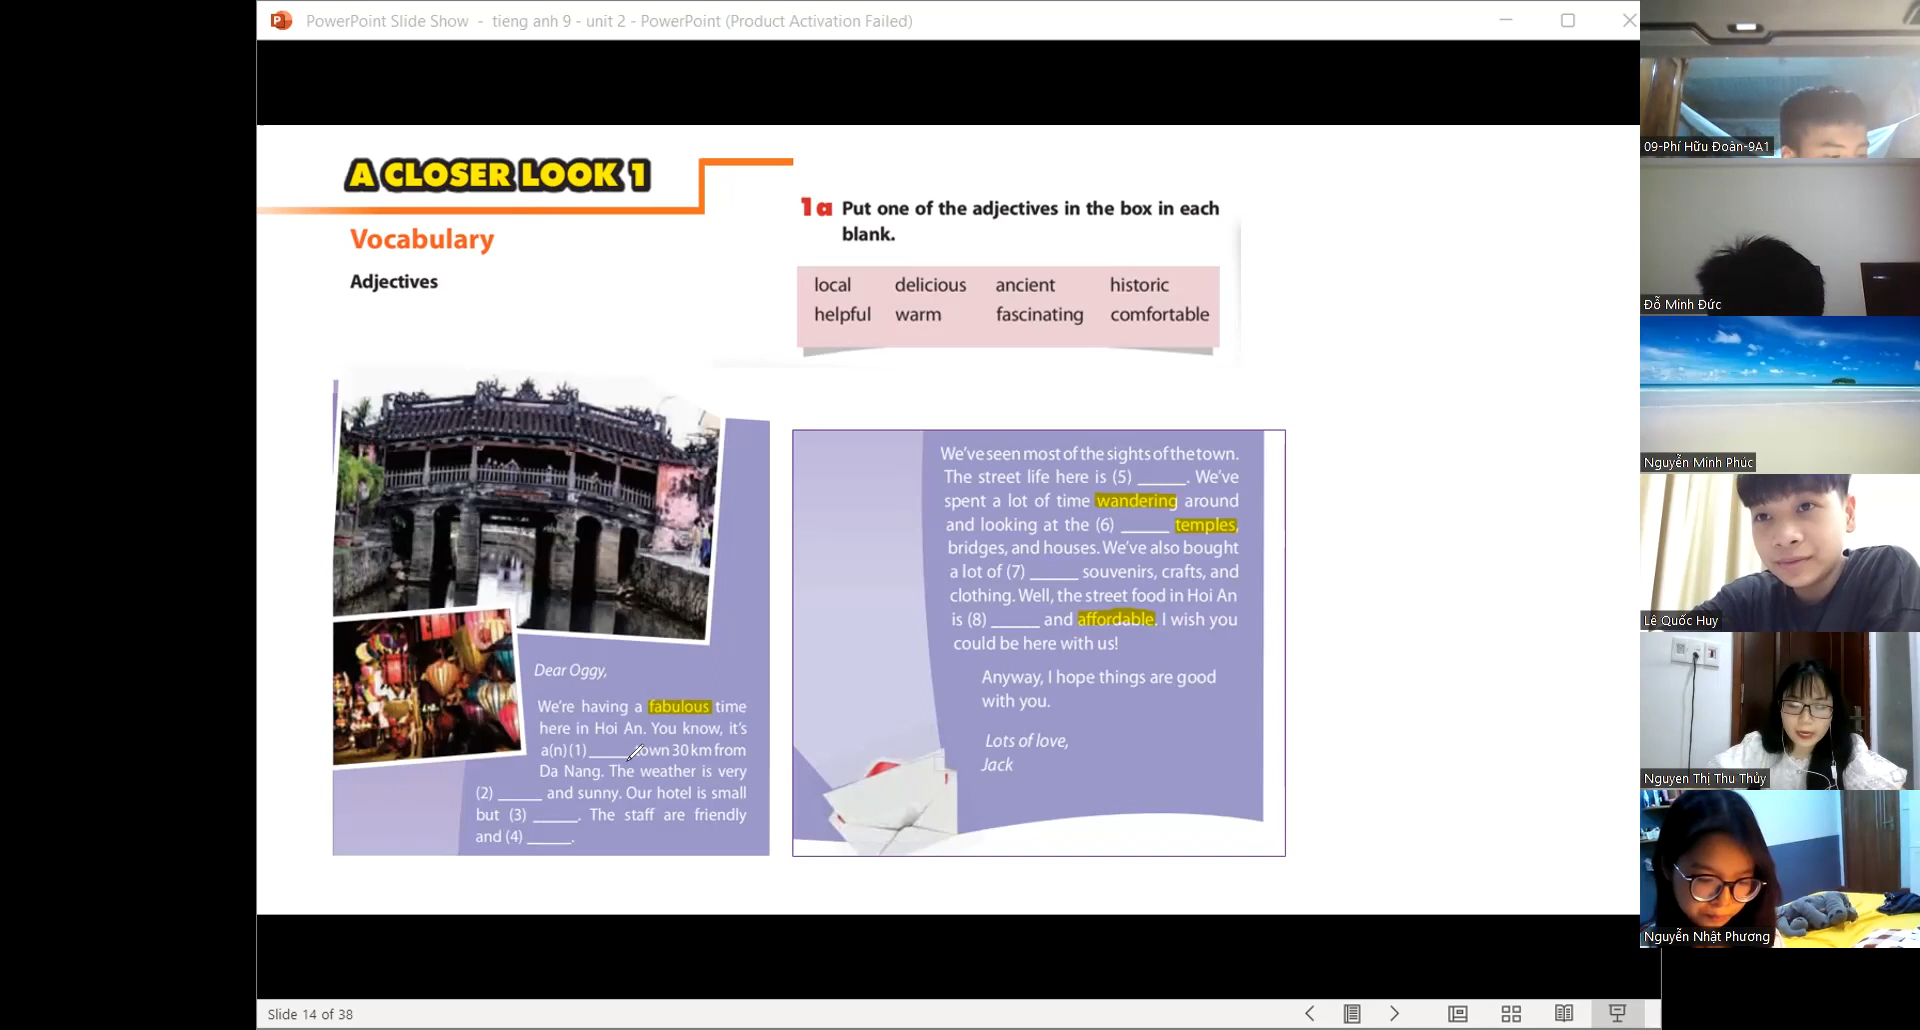 PowerPoint Slide Show - tieng anh 9 - unit 2 - PowerPoint (Product Activation Failed)
A CLOSER LOOK 1
Vocabulary
Adjectives
1a Put one of the adjectives in the box in each
blank.
local delicious ancient historic
helpful warm fascinating comfortable
Dear Oggy,
We're having a fabulous time
here in Hoi An. You know, it's
a(n) (1) _____ town 30 km from
Da Nang. The weather is very
(2) _____ and sunny. Our hotel is small
but (3) _____. The staff are friendly
and (4) _____.
We've seen most of the sights of the town.
The street life here is (5) _____. We've
spent a lot of time wandering around
and looking at the (6) _____ temples,
bridges, and houses. We've also bought
a lot of (7) _____ souvenirs, crafts, and
clothing. Well, the street food in Hoi An
is (8) _____ and affordable. I wish you
could be here with us!
Anyway, I hope things are good
with you.
Lots of love,
Jack
09-Phí Hữu Đoàn-9A1
Đỗ Minh Đức
Nguyễn Minh Phúc
Lê Quốc Huy
Nguyen Thị Thu Thủy
Nguyễn Nhật Phương
Slide 14 of 38